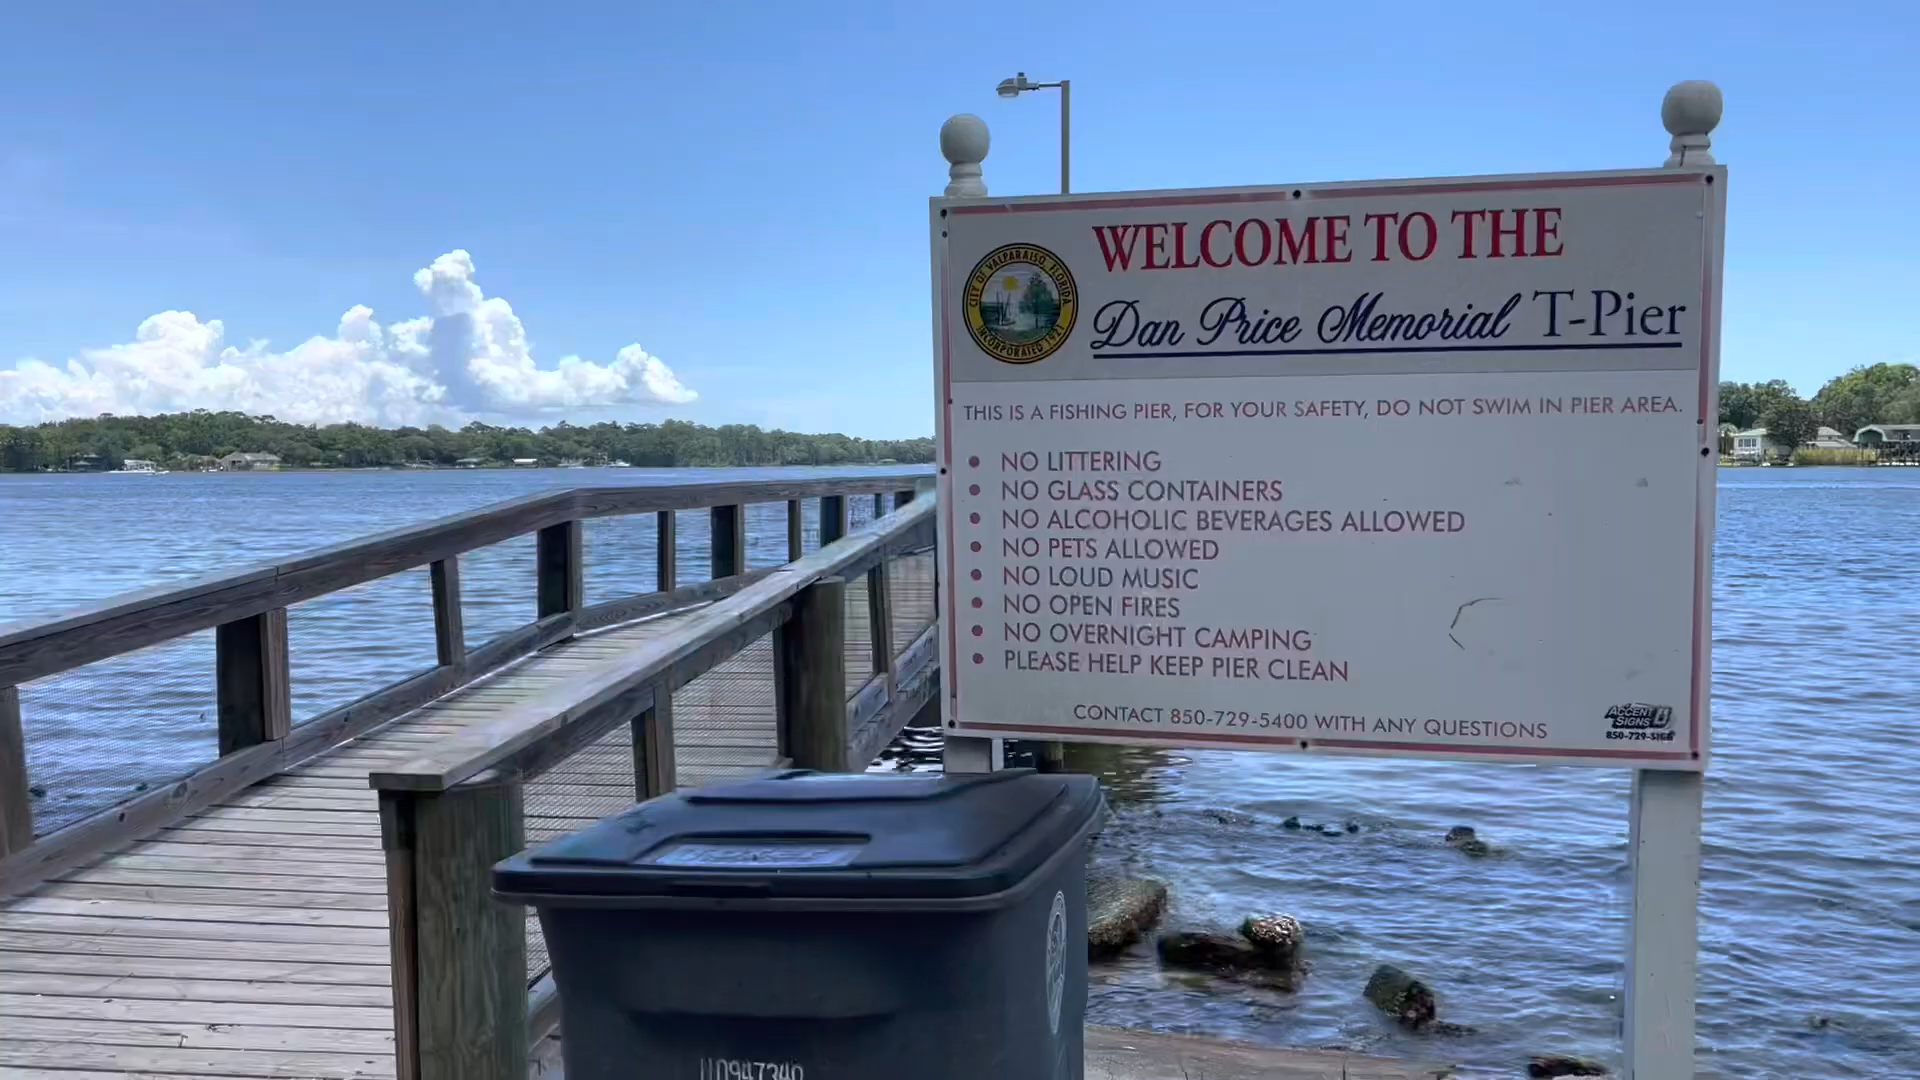 WELCOME TO THE
Dan Price Memorial T-Pier
CITY OF VALPARAISO, FLORIDA
INCORPORATED 1921
THIS IS A FISHING PIER, FOR YOUR SAFETY, DO NOT SWIM IN PIER AREA.
• NO LITTERING
• NO GLASS CONTAINERS
• NO ALCOHOLIC BEVERAGES ALLOWED
• NO PETS ALLOWED
• NO LOUD MUSIC
• NO OPEN FIRES
• NO OVERNIGHT CAMPING
• PLEASE HELP KEEP PIER CLEAN
CONTACT 850-729-5400 WITH ANY QUESTIONS
ACCENT
SIGNS
850-729-SIGN